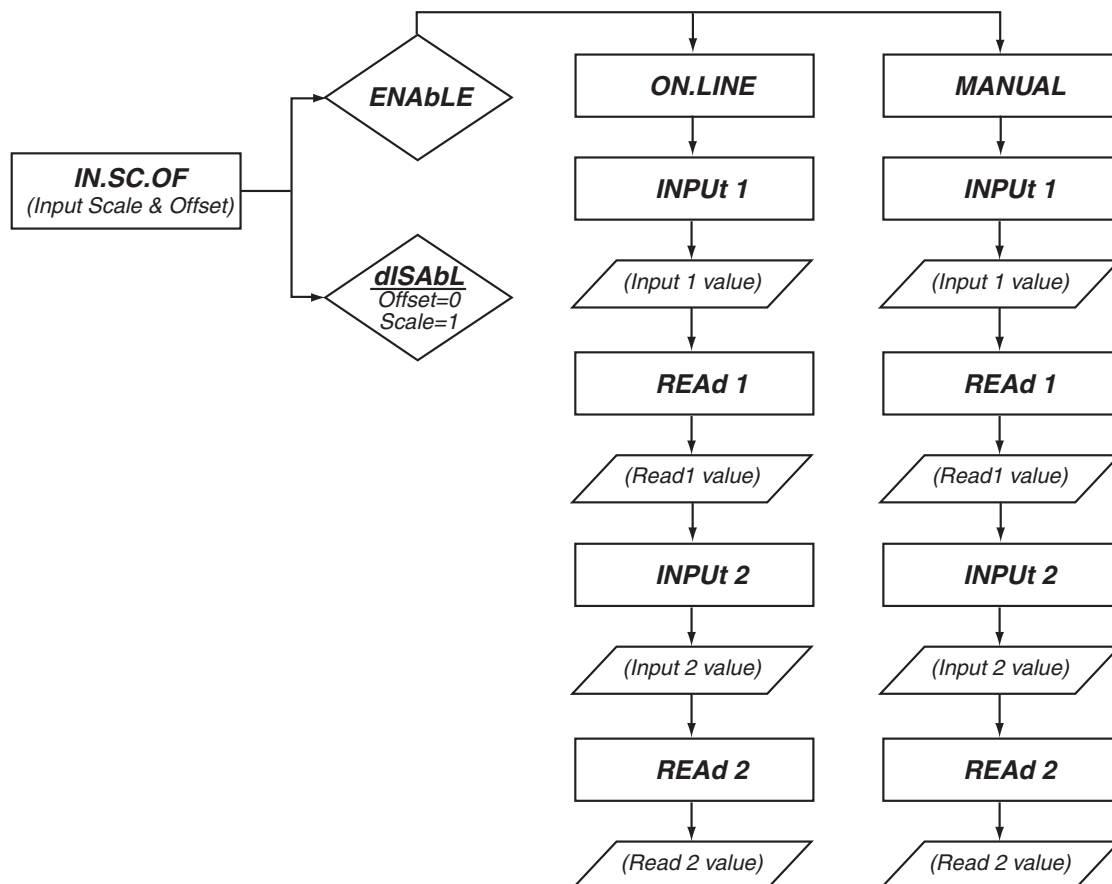 IN.SC.OF
(Input Scale & Offset)
ENAbLE
dISAbL
Offset=0
Scale=1
ON.LINE
INPUt 1
(Input 1 value)
REAd 1
(Read1 value)
INPUt 2
(Input 2 value)
REAd 2
(Read 2 value)
MANUAL
INPUt 1
(Input 1 value)
REAd 1
(Read1 value)
INPUt 2
(Input 2 value)
REAd 2
(Read 2 value)